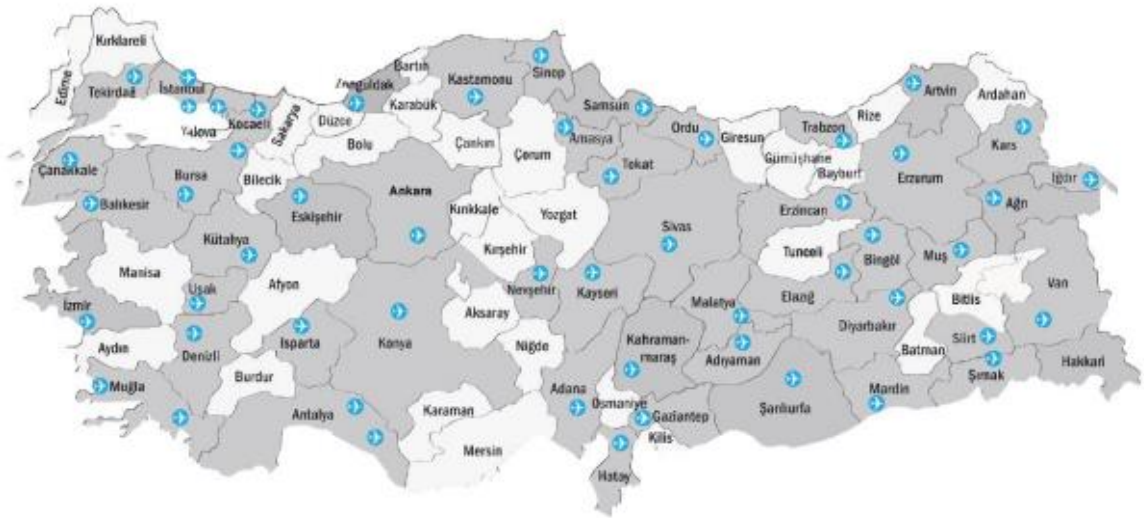 Kırklareli
Edirne
Tekirdağ
İstanbul
Yalova
Kocaeli
Sakarya
Düzce
Zonguldak
Bartın
Karabük
Kastamonu
Sinop
Samsun
Ordu
Giresun
Trabzon
Rize
Artvin
Ardahan
Kars
Iğdır
Ağrı
Erzurum
Bayburt
Gümüşhane
Amasya
Tokat
Çorum
Çankırı
Bolu
Bilecik
Bursa
Çanakkale
Balıkesir
Eskişehir
Ankara
Kırıkkale
Yozgat
Sivas
Erzincan
Tunceli
Bingöl
Muş
Bitlis
Van
Kütahya
Manisa
Uşak
Afyon
Kırşehir
Nevşehir
Kayseri
Malatya
Elazığ
Diyarbakır
Batman
Siirt
Şırnak
Hakkari
İzmir
Aydın
Denizli
Isparta
Konya
Aksaray
Niğde
Kahraman-
maraş
Adıyaman
Mardin
Muğla
Burdur
Antalya
Karaman
Mersin
Adana
Osmaniye
Gaziantep
Kilis
Şanlıurfa
Hatay